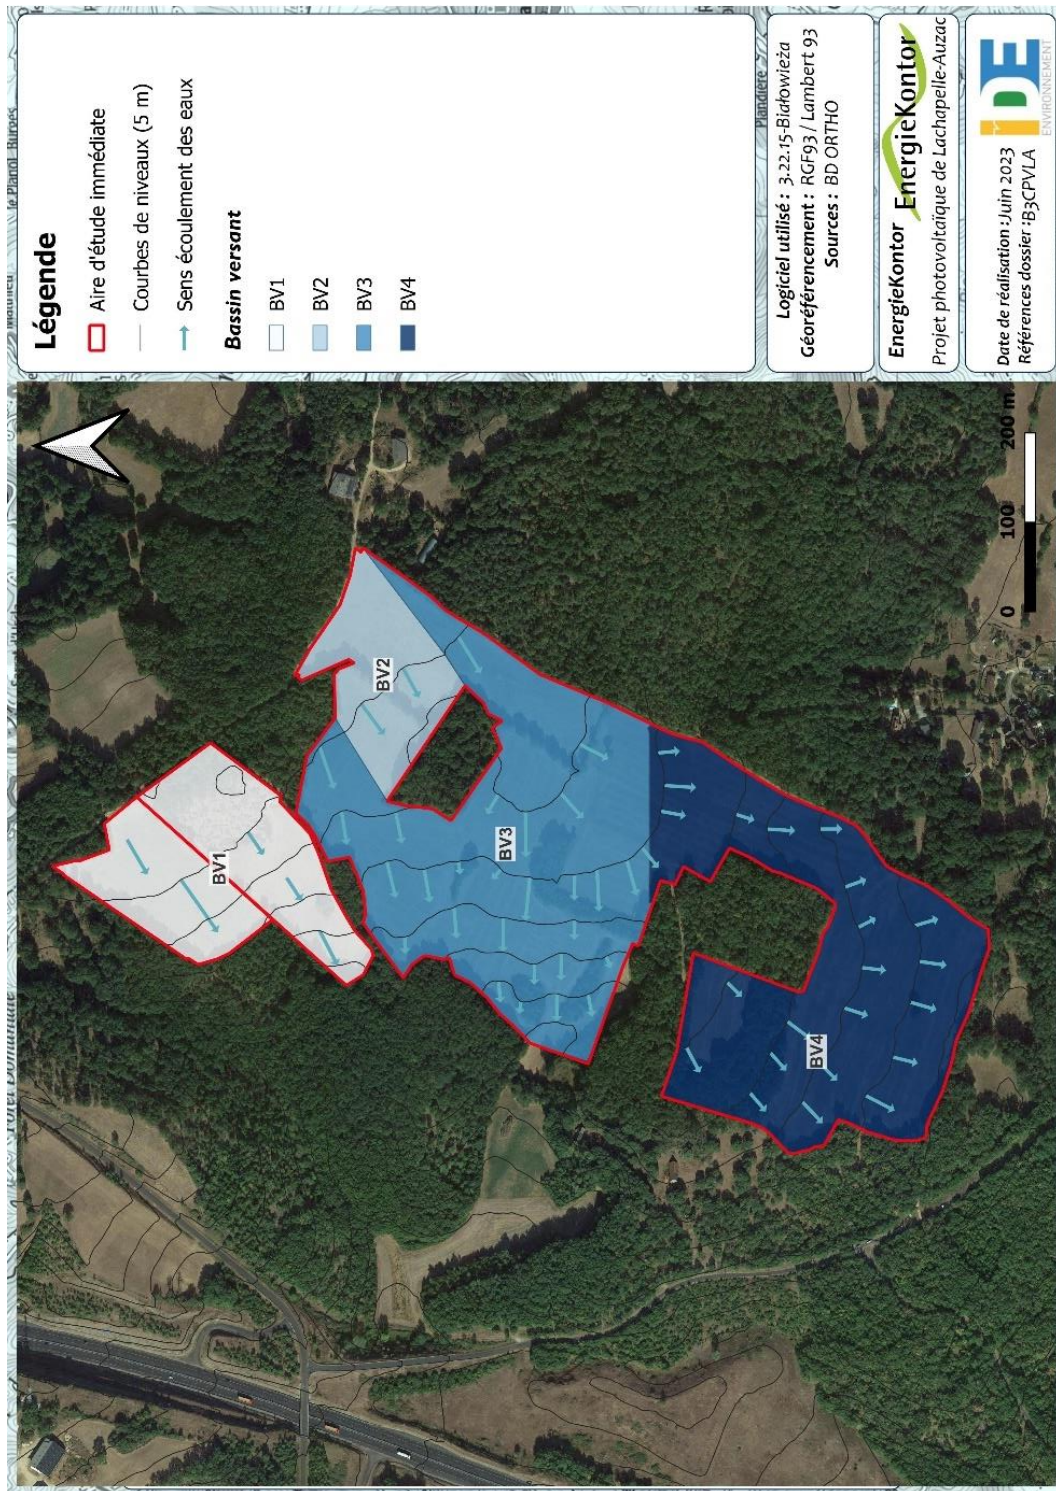 Légende
Aire d'étude immédiate
Courbes de niveaux (5 m)
Sens écoulement des eaux
Bassin versant
BV1
BV2
BV3
BV4
Logiciel utilisé : 3.22.15-Białowieża
Géoréférencement : RGF93 / Lambert 93
Sources : BD ORTHO
EnergieKontor
EnergieKontor
Projet photovoltaïque de Lachapelle-Auzac
Date de réalisation :Juin 2023
Références dossier :B3CPVLA
IDE
ENVIRONNEMENT
BV1
BV2
BV3
BV4
0 100 200 m
Plandière